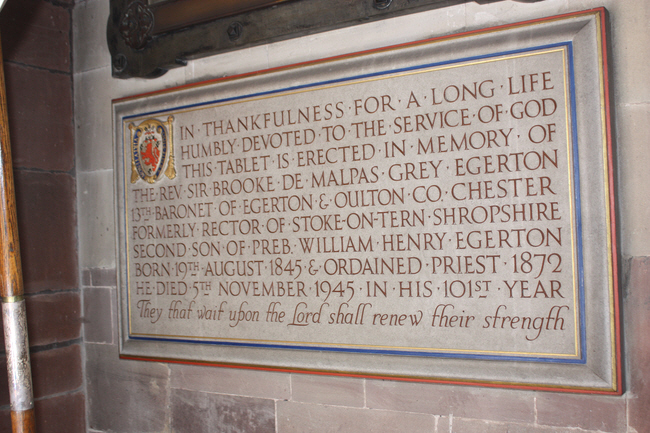 IN · THANKFULNESS · FOR · A · LONG · LIFE
HUMBLY · DEVOTED · TO · THE · SERVICE · OF · GOD
THIS · TABLET · IS · ERECTED · IN · MEMORY · OF
THE · REV. SIR · BROOKE · DE · MALPAS · GREY · EGERTON
13TH BARONET · OF · EGERTON · & · OULTON · CO. CHESTER
FORMERLY · RECTOR · OF · STOKE-ON-TERN · SHROPSHIRE
SECOND · SON · OF · PREB. WILLIAM · HENRY · EGERTON
BORN · 19TH AUGUST · 1845 · & · ORDAINED · PRIEST · 1872
HE · DIED · 5TH NOVEMBER · 1945 · IN · HIS · 101ST · YEAR
They that wait upon the Lord shall renew their strength